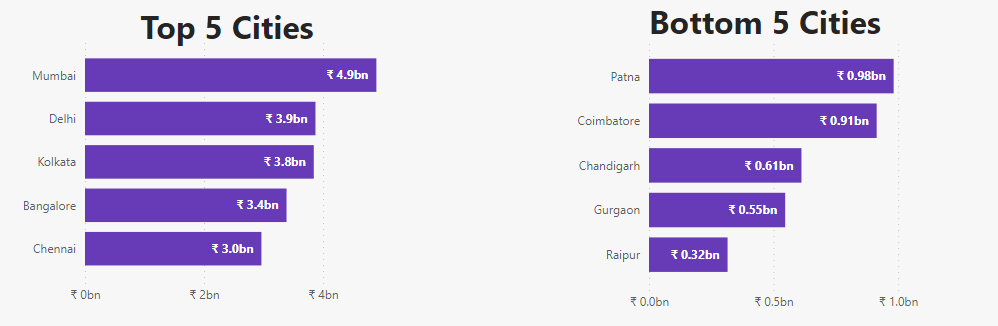 Top 5 Cities
Mumbai ₹ 4.9bn
Delhi ₹ 3.9bn
Kolkata ₹ 3.8bn
Bangalore ₹ 3.4bn
Chennai ₹ 3.0bn
₹ 0bn ₹ 2bn ₹ 4bn
Bottom 5 Cities
Patna ₹ 0.98bn
Coimbatore ₹ 0.91bn
Chandigarh ₹ 0.61bn
Gurgaon ₹ 0.55bn
Raipur ₹ 0.32bn
₹ 0.0bn ₹ 0.5bn ₹ 1.0bn